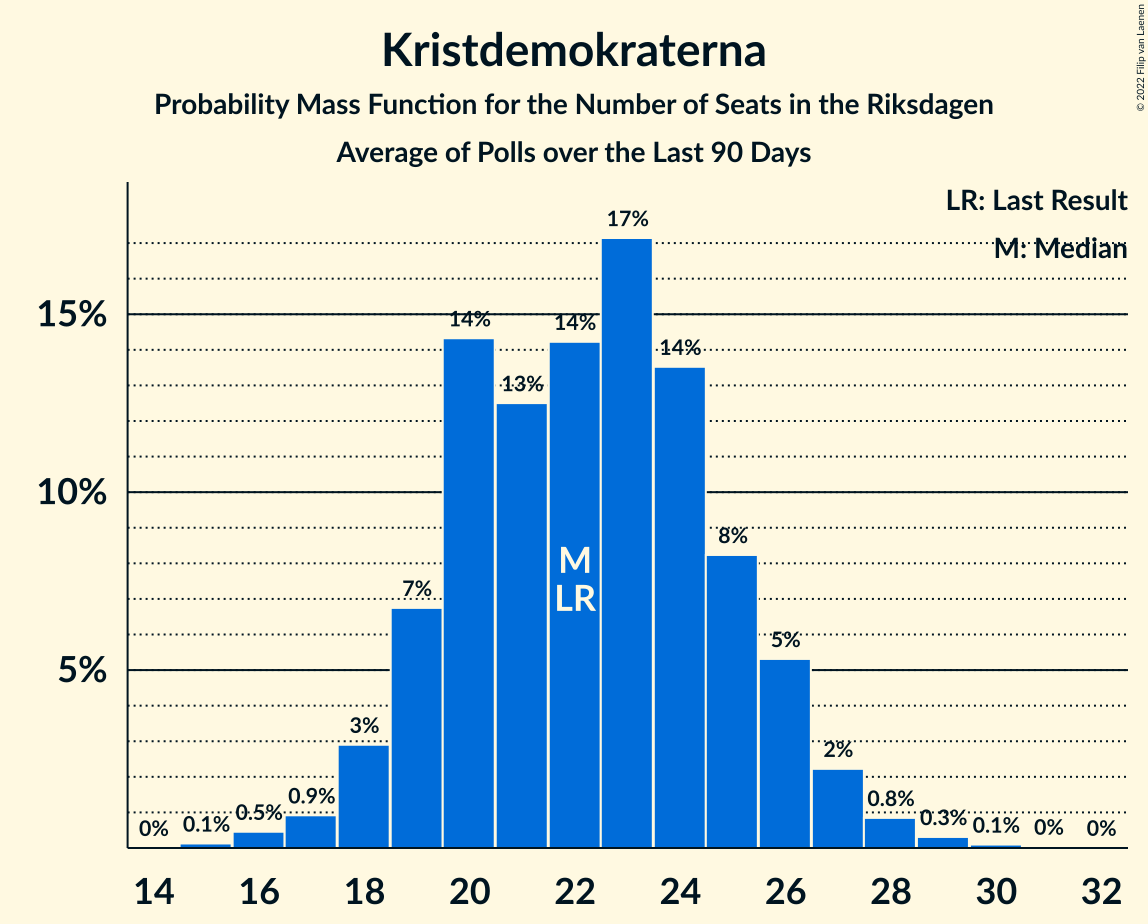 Kristdemokraterna
Probability Mass Function for the Number of Seats in the Riksdagen
Average of Polls over the Last 90 Days
© 2022 Filip van Laenen
LR: Last Result
M: Median
15%
10%
5%
0%
0.1%
0.5%
0.9%
3%
7%
14%
13%
14%
17%
14%
8%
5%
2%
0.8%
0.3%
0.1%
0%
0%
M
LR
14 16 18 20 22 24 26 28 30 32